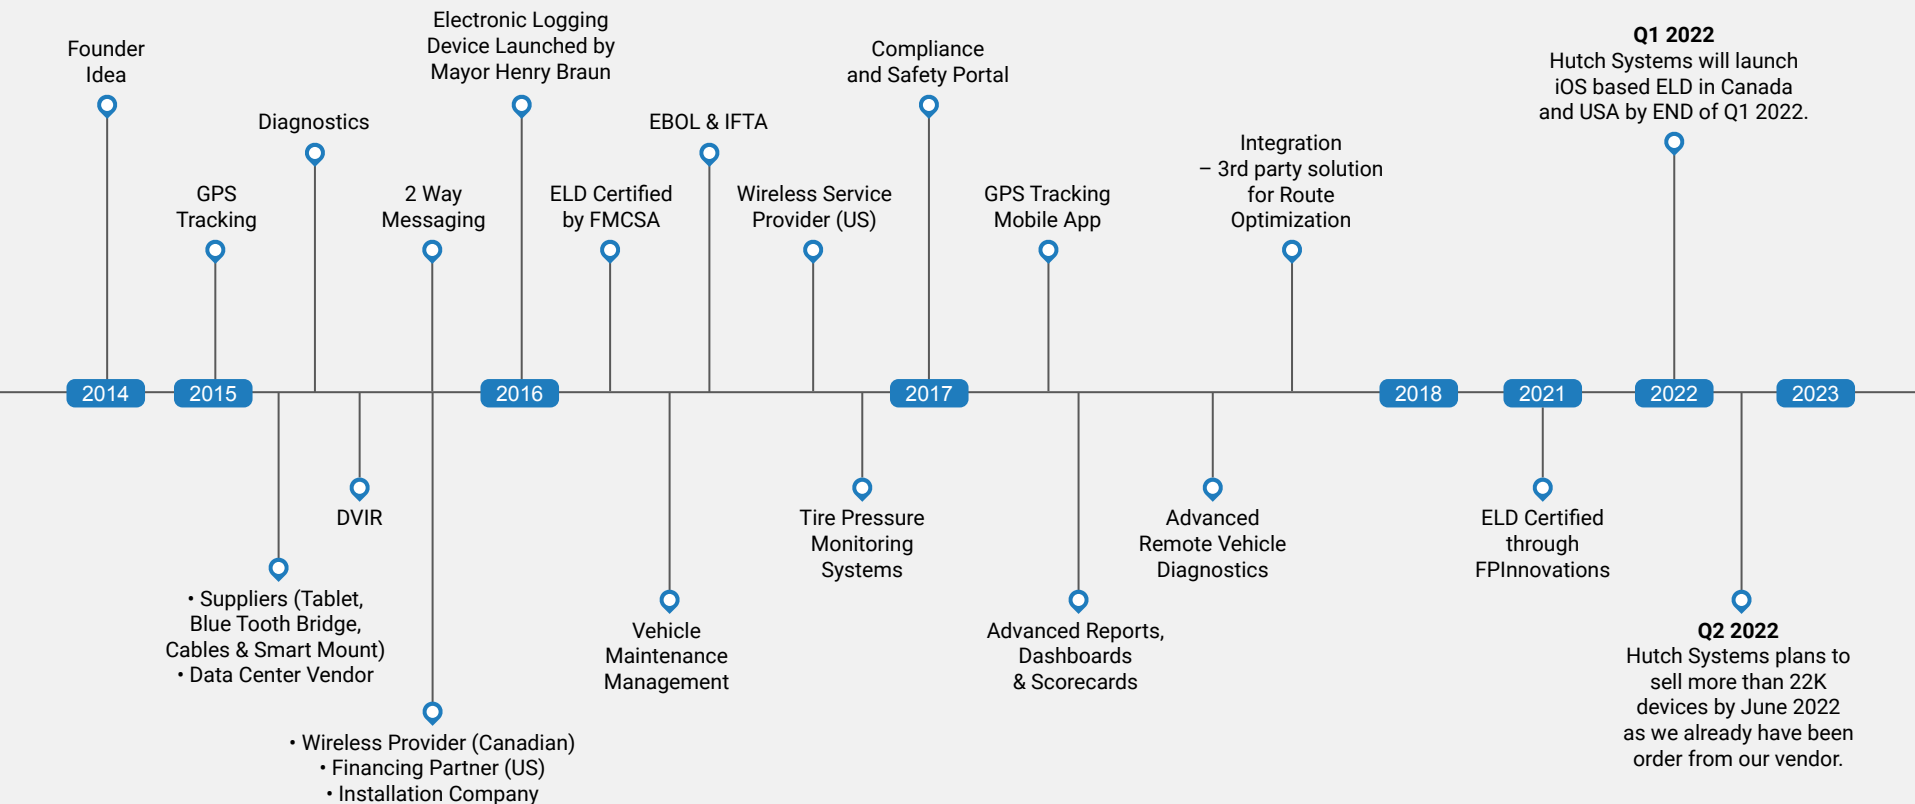 Founder
Idea
GPS
Tracking
Diagnostics
2 Way
Messaging
Electronic Logging
Device Launched by
Mayor Henry Braun
ELD Certified
by FMCSA
EBOL & IFTA
Wireless Service
Provider (US)
Compliance
and Safety Portal
GPS Tracking
Mobile App
Integration
– 3rd party solution
for Route
Optimization
Q1 2022
Hutch Systems will launch
iOS based ELD in Canada
and USA by END of Q1 2022.
2014
2015
2016
2017
2018
2021
2022
2023
• Suppliers (Tablet,
Blue Tooth Bridge,
Cables & Smart Mount)
• Data Center Vendor
DVIR
• Wireless Provider (Canadian)
• Financing Partner (US)
• Installation Company
Vehicle
Maintenance
Management
Tire Pressure
Monitoring
Systems
Advanced Reports,
Dashboards
& Scorecards
Advanced
Remote Vehicle
Diagnostics
ELD Certified
through
FPInnovations
Q2 2022
Hutch Systems plans to
sell more than 22K
devices by June 2022
as we already have been
order from our vendor.